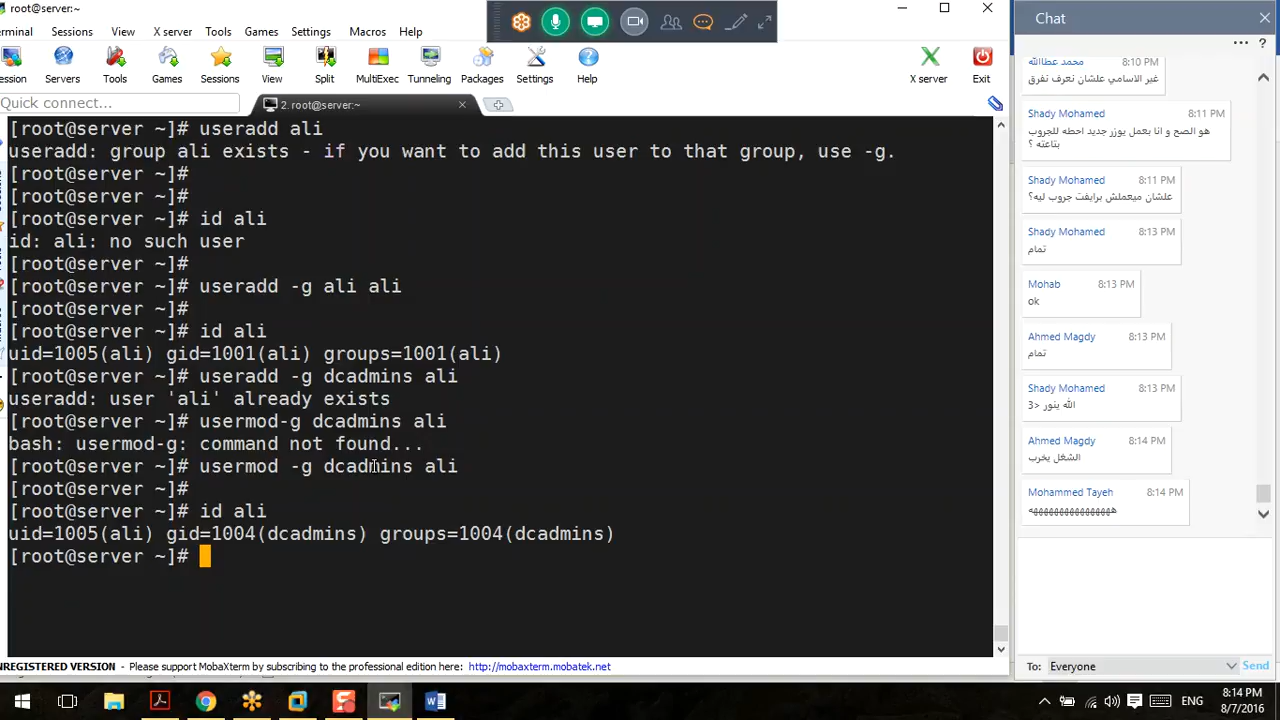 root@server:~
Terminal Sessions View X server Tools Games Settings Macros Help
Session Servers Tools Games Sessions View Split MultiExec Tunneling Packages Settings Help X server Exit
Quick connect...
2. root@server:~
[root@server ~]# useradd ali
useradd: group ali exists - if you want to add this user to that group, use -g.
[root@server ~]#
[root@server ~]#
[root@server ~]# id ali
id: ali: no such user
[root@server ~]#
[root@server ~]# useradd -g ali ali
[root@server ~]#
[root@server ~]# id ali
uid=1005(ali) gid=1001(ali) groups=1001(ali)
[root@server ~]# useradd -g dcadmins ali
useradd: user 'ali' already exists
[root@server ~]# usermod-g dcadmins ali
bash: usermod-g: command not found...
[root@server ~]# usermod -g dcadmins ali
[root@server ~]#
[root@server ~]# id ali
uid=1005(ali) gid=1004(dcadmins) groups=1004(dcadmins)
[root@server ~]#
NREGISTERED VERSION - Please support MobaXterm by subscribing to the professional edition here: http://mobaxterm.mobatek.net
Chat
محمد عطاالله 8:10 PM
غير الاسامي علشان نعرف نفرق
Shady Mohamed 8:11 PM
هو الصح و انا بعمل يوزر جديد احطه للجروب
بتاعته ؟
Shady Mohamed 8:11 PM
علشان ميعملش برايفت جروب ليه؟
Shady Mohamed 8:13 PM
تمام
Mohab 8:13 PM
ok
Ahmed Magdy 8:13 PM
تمام
Shady Mohamed 8:13 PM
الله ينور <3
Ahmed Magdy 8:14 PM
الشغل يخرب
Mohammed Tayeh 8:14 PM
To: Everyone Send
ENG
8:14 PM
8/7/2016